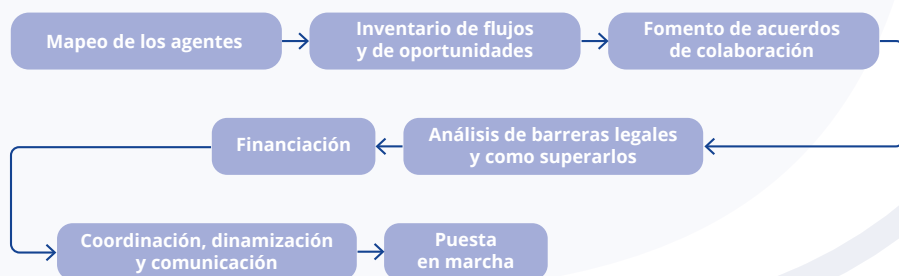 Mapeo de los agentes
Inventario de flujos
y de oportunidades
Fomento de acuerdos
de colaboración
Análisis de barreras legales
y como superarlos
Financiación
Coordinación, dinamización
y comunicación
Puesta
en marcha